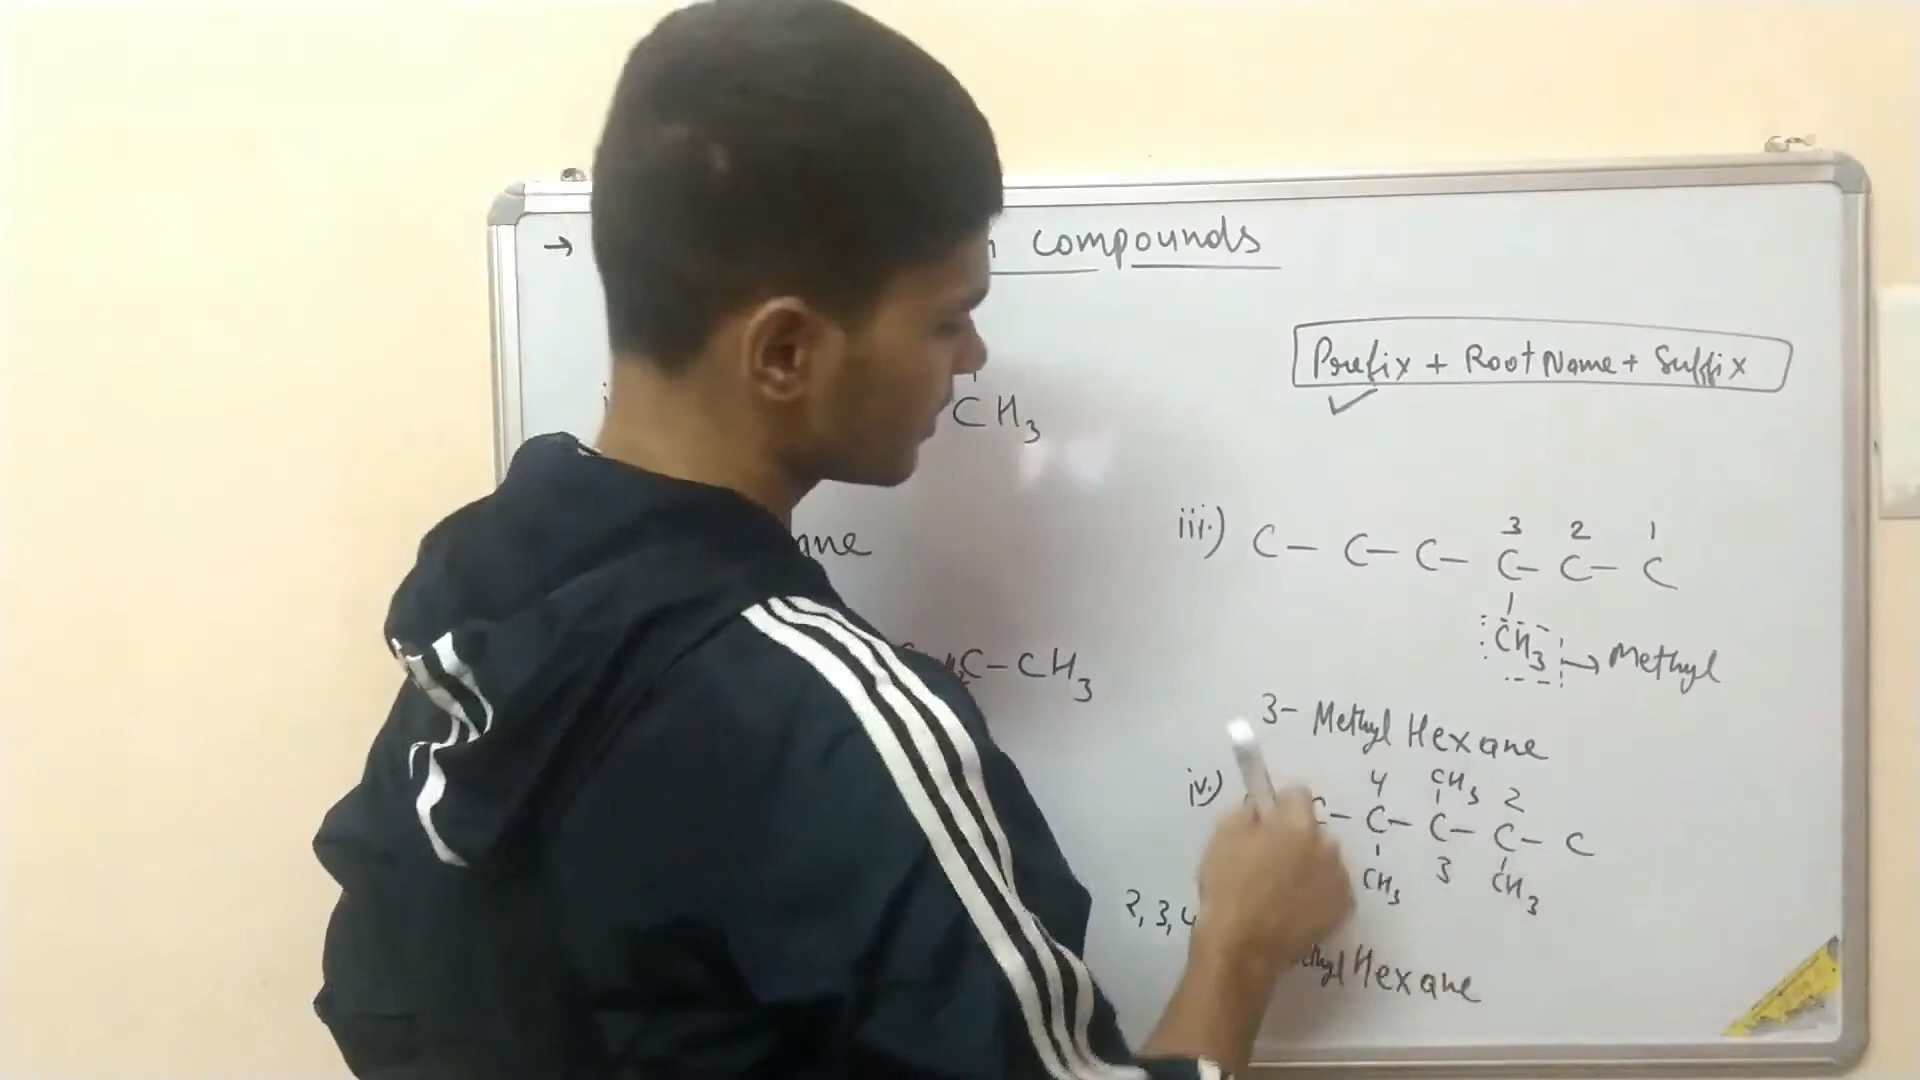 → compounds
Prefix + Root Name + Suffix
CH3
iii.) C – C – C – C – C – C
3 2 1
CH3 → Methyl
C – CH3
3- Methyl Hexane
iv.)
4 CH3 2
C – C – C – C – C
CH3 3 CH3
2, 3, 4
Hexane